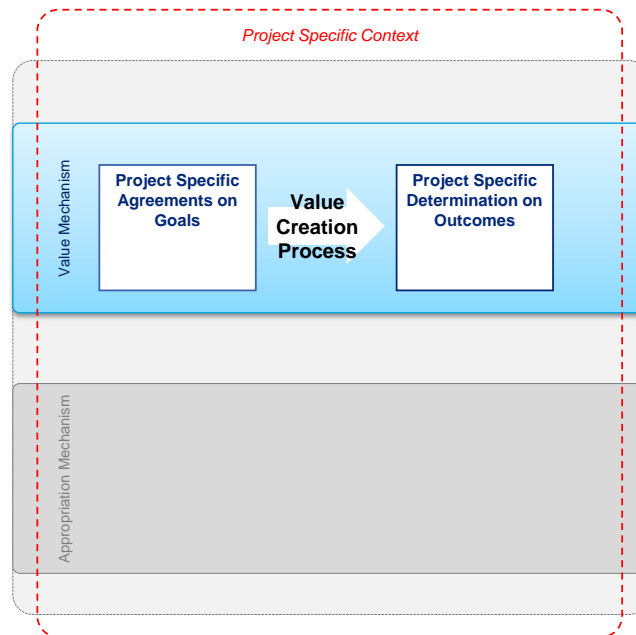 Project Specific Context
Value Mechanism
Project Specific
Agreements on
Goals
Value
Creation
Process
Project Specific
Determination on
Outcomes
Appropriation Mechanism